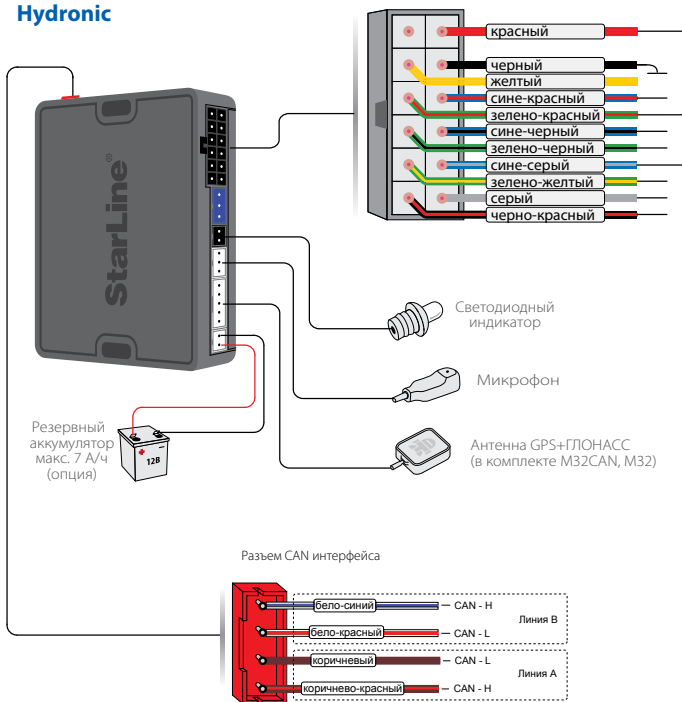 Hydronic
красный
черный
желтый
сине-красный
зелено-красный
сине-черный
зелено-черный
сине-серый
зелено-желтый
серый
черно-красный
StarLine®
Светодиодный
индикатор
Микрофон
Резервный
аккумулятор
макс. 7 А/ч
(опция)
12В
Антенна GPS+ГЛОНАСС
(в комплекте M32CAN, M32)
Разъем CAN интерфейса
бело-синий
CAN - H
Линия В
бело-красный
CAN - L
коричневый
CAN - L
Линия А
коричнево-красный
CAN - H